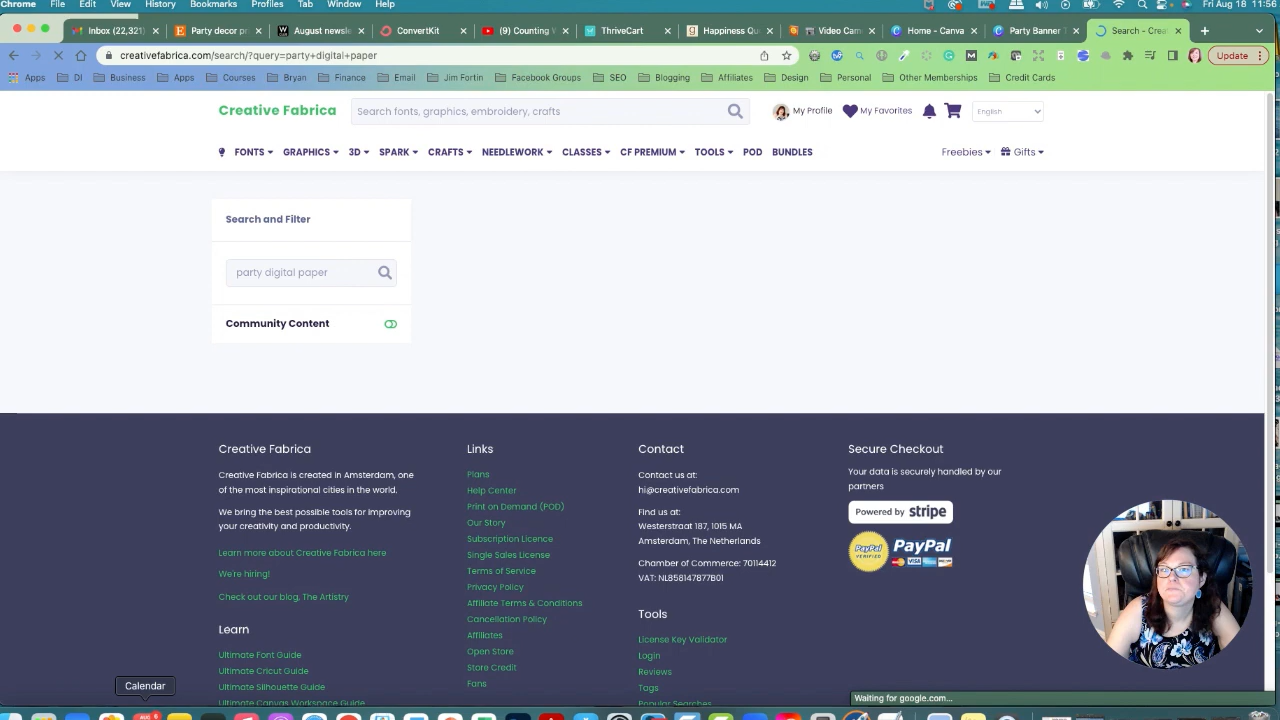 Chrome File Edit View History Bookmarks Profiles Tab Window Help Fri Aug 18 11:56
Inbox (22,321) Party decor pr August newsle ConvertKit (9) Counting W ThriveCart Happiness Qu Video Cam Home - Canva Party Banner Search - Crea
creativefabrica.com/search/?query=party+digital+paper Update
Apps DI Business Apps Courses Bryan Finance Email Jim Fortin Facebook Groups SEO Blogging Affiliates Design Personal Other Memberships Credit Cards
Creative Fabrica Search fonts, graphics, embroidery, crafts My Profile My Favorites English
FONTS GRAPHICS 3D SPARK CRAFTS NEEDLEWORK CLASSES CF PREMIUM TOOLS POD BUNDLES Freebies Gifts
Search and Filter
party digital paper
Community Content
Creative Fabrica
Creative Fabrica is created in Amsterdam, one
of the most inspirational cities in the world.
We bring the best possible tools for improving
your creativity and productivity.
Learn more about Creative Fabrica here
We're hiring!
Check out our blog, The Artistry
Learn
Ultimate Font Guide
Ultimate Cricut Guide
Ultimate Silhouette Guide
Ultimate Canvas Workspace Guide
Links
Plans
Help Center
Print on Demand (POD)
Our Story
Subscription Licence
Single Sales License
Terms of Service
Privacy Policy
Affiliate Terms & Conditions
Cancellation Policy
Affiliates
Open Store
Store Credit
Fans
Contact
Contact us at:
hi@creativefabrica.com
Find us at:
Westerstraat 187, 1015 MA
Amsterdam, The Netherlands
Chamber of Commerce: 70114412
VAT: NL858147877B01
Tools
License Key Validator
Login
Reviews
Tags
Popular Searches
Secure Checkout
Your data is securely handled by our
partners
Powered by stripe
PayPal VERIFIED PayPal
VISA
Calendar
Waiting for google.com...